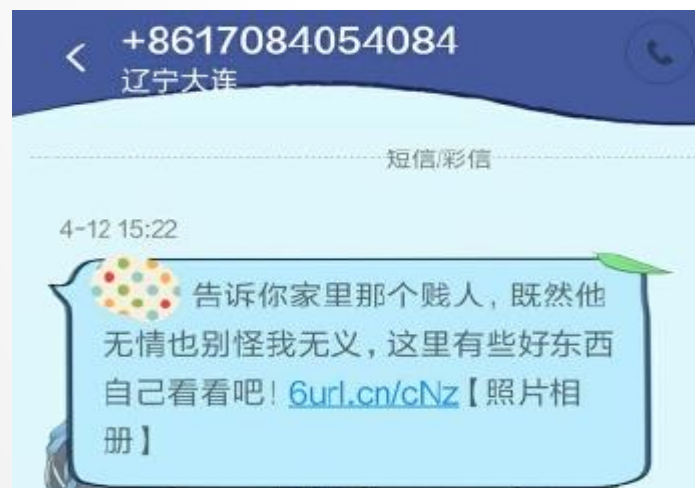 +8617084054084
辽宁大连
短信/彩信
4-12 15:22
告诉你家里那个贱人，既然他
无情也别怪我无义，这里有些好东西
自己看看吧！6url.cn/cNz【照片相
册】